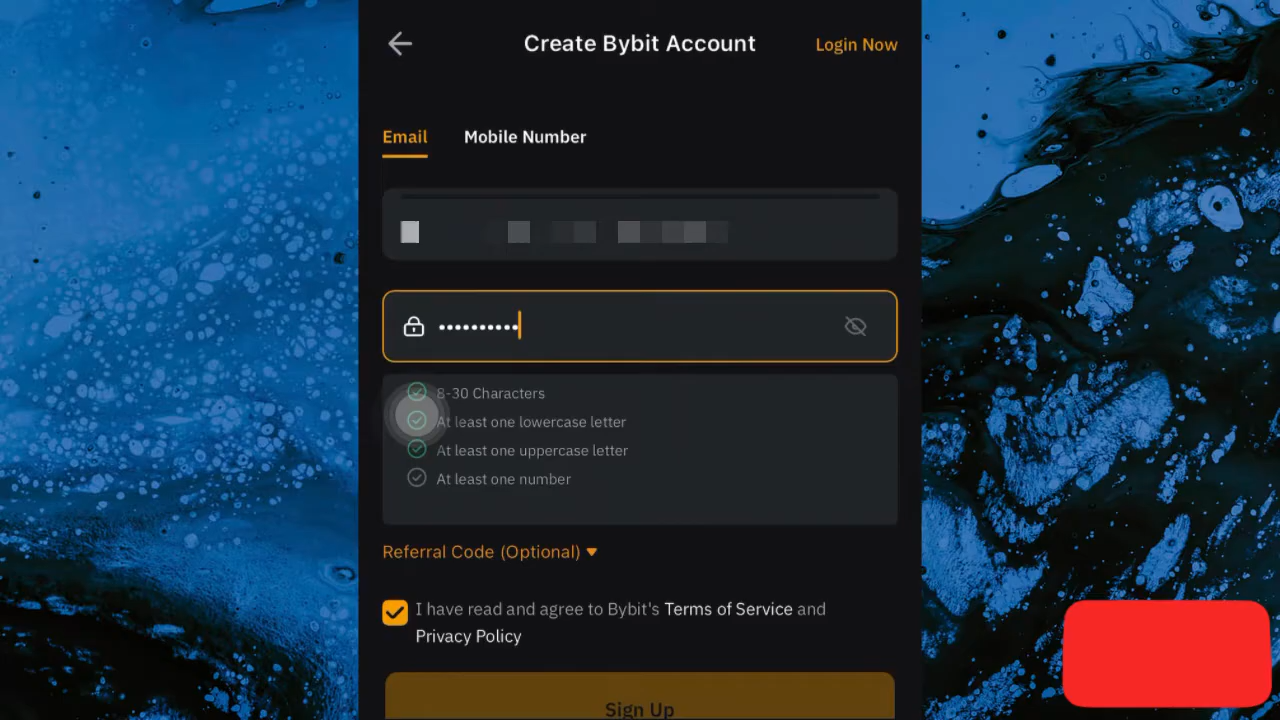 Create Bybit Account
Login Now
Email
Mobile Number
••••••••••
8-30 Characters
At least one lowercase letter
At least one uppercase letter
At least one number
Referral Code (Optional)
I have read and agree to Bybit's Terms of Service and
Privacy Policy
Sign Up